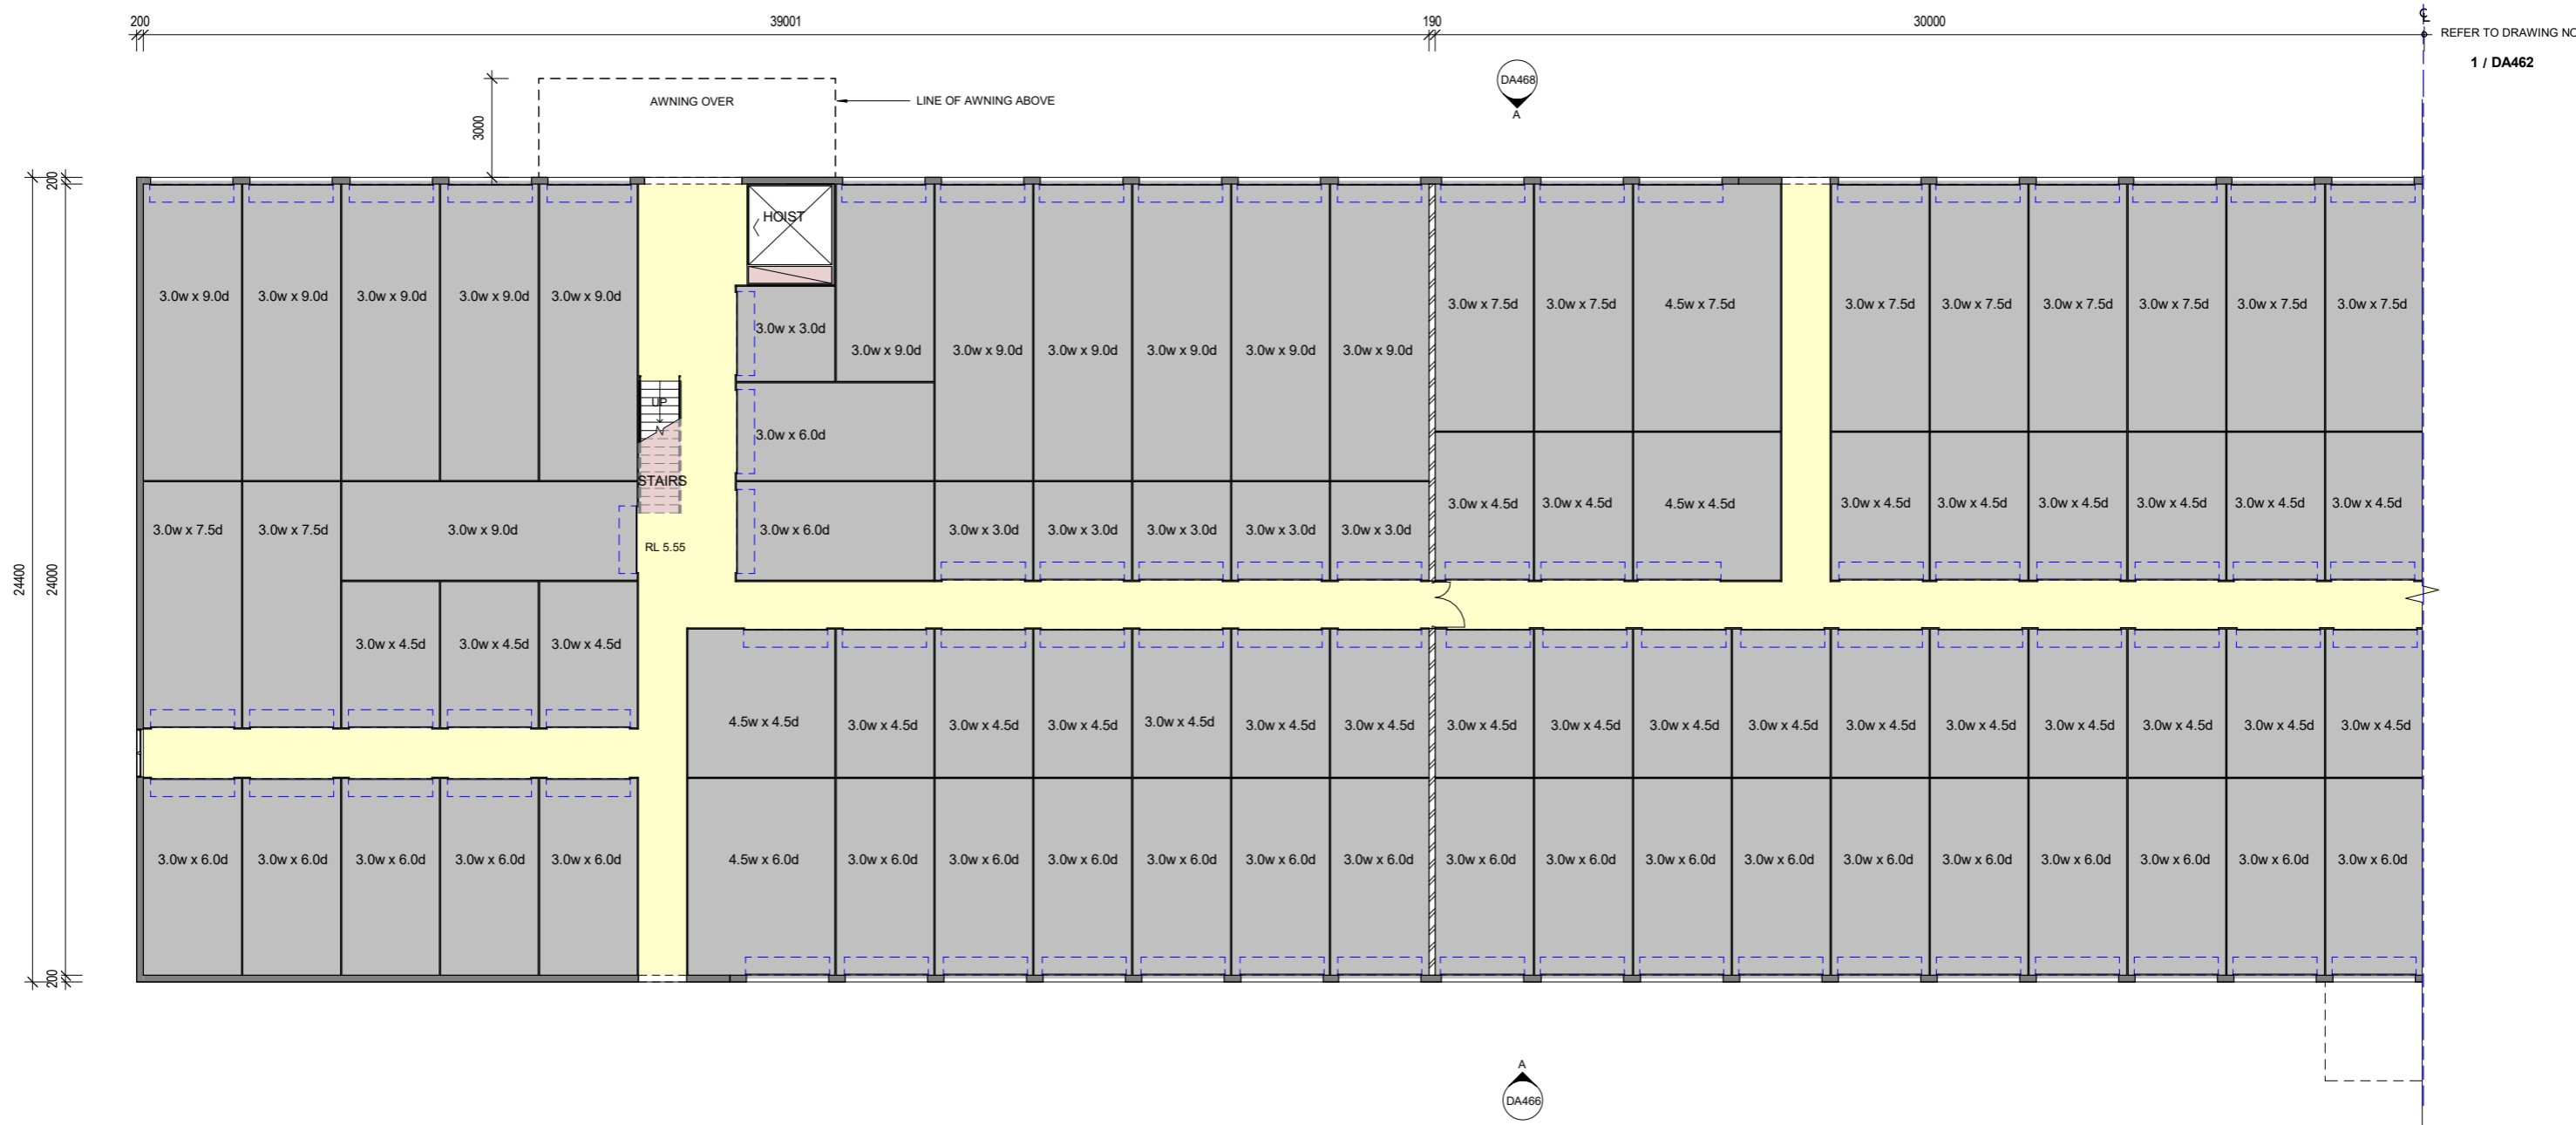 200 39001 190 30000 ℄
REFER TO DRAWING NO
1 / DA462
DA468
A
AWNING OVER
LINE OF AWNING ABOVE
3000
200
24400
24000
200
HOIST
3.0w x 9.0d 3.0w x 9.0d 3.0w x 9.0d 3.0w x 9.0d 3.0w x 9.0d
3.0w x 7.5d 3.0w x 7.5d 4.5w x 7.5d 3.0w x 7.5d 3.0w x 7.5d 3.0w x 7.5d 3.0w x 7.5d 3.0w x 7.5d 3.0w x 7.5d
3.0w x 3.0d
3.0w x 9.0d 3.0w x 9.0d 3.0w x 9.0d 3.0w x 9.0d 3.0w x 9.0d 3.0w x 9.0d
UP
3.0w x 6.0d
STAIRS
3.0w x 4.5d 3.0w x 4.5d 4.5w x 4.5d 3.0w x 4.5d 3.0w x 4.5d 3.0w x 4.5d 3.0w x 4.5d 3.0w x 4.5d 3.0w x 4.5d
3.0w x 7.5d 3.0w x 7.5d 3.0w x 9.0d 3.0w x 6.0d 3.0w x 3.0d 3.0w x 3.0d 3.0w x 3.0d 3.0w x 3.0d 3.0w x 3.0d
RL 5.55
3.0w x 4.5d 3.0w x 4.5d 3.0w x 4.5d
4.5w x 4.5d 3.0w x 4.5d 3.0w x 4.5d 3.0w x 4.5d 3.0w x 4.5d 3.0w x 4.5d 3.0w x 4.5d 3.0w x 4.5d 3.0w x 4.5d 3.0w x 4.5d 3.0w x 4.5d 3.0w x 4.5d 3.0w x 4.5d 3.0w x 4.5d 3.0w x 4.5d 3.0w x 4.5d 3.0w x 4.5d
3.0w x 6.0d 3.0w x 6.0d 3.0w x 6.0d 3.0w x 6.0d 3.0w x 6.0d 4.5w x 6.0d 3.0w x 6.0d 3.0w x 6.0d 3.0w x 6.0d 3.0w x 6.0d 3.0w x 6.0d 3.0w x 6.0d 3.0w x 6.0d 3.0w x 6.0d 3.0w x 6.0d 3.0w x 6.0d 3.0w x 6.0d 3.0w x 6.0d 3.0w x 6.0d 3.0w x 6.0d 3.0w x 6.0d 3.0w x 6.0d
A
DA466